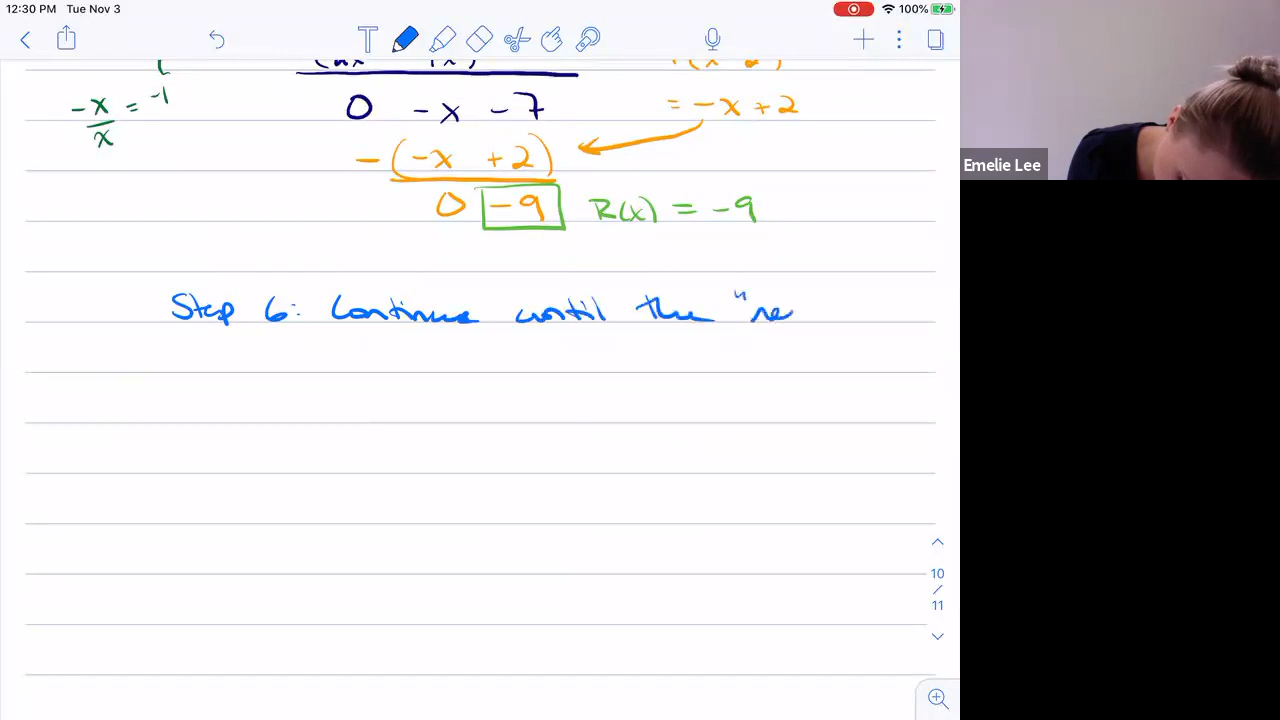 12:30 PM Tue Nov 3
100%
-x/x = -1
0 -x -7
= -x + 2
-(-x +2)
0 -9 R(x) = -9
Emelie Lee
Step 6: Continue until the "re
10
/
11